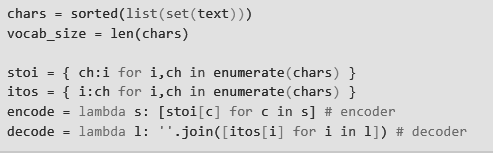 chars = sorted(list(set(text)))
vocab_size = len(chars)
stoi = { ch:i for i,ch in enumerate(chars) }
itos = { i:ch for i,ch in enumerate(chars) }
encode = lambda s: [stoi[c] for c in s] # encoder
decode = lambda l: ''.join([itos[i] for i in l]) # decoder